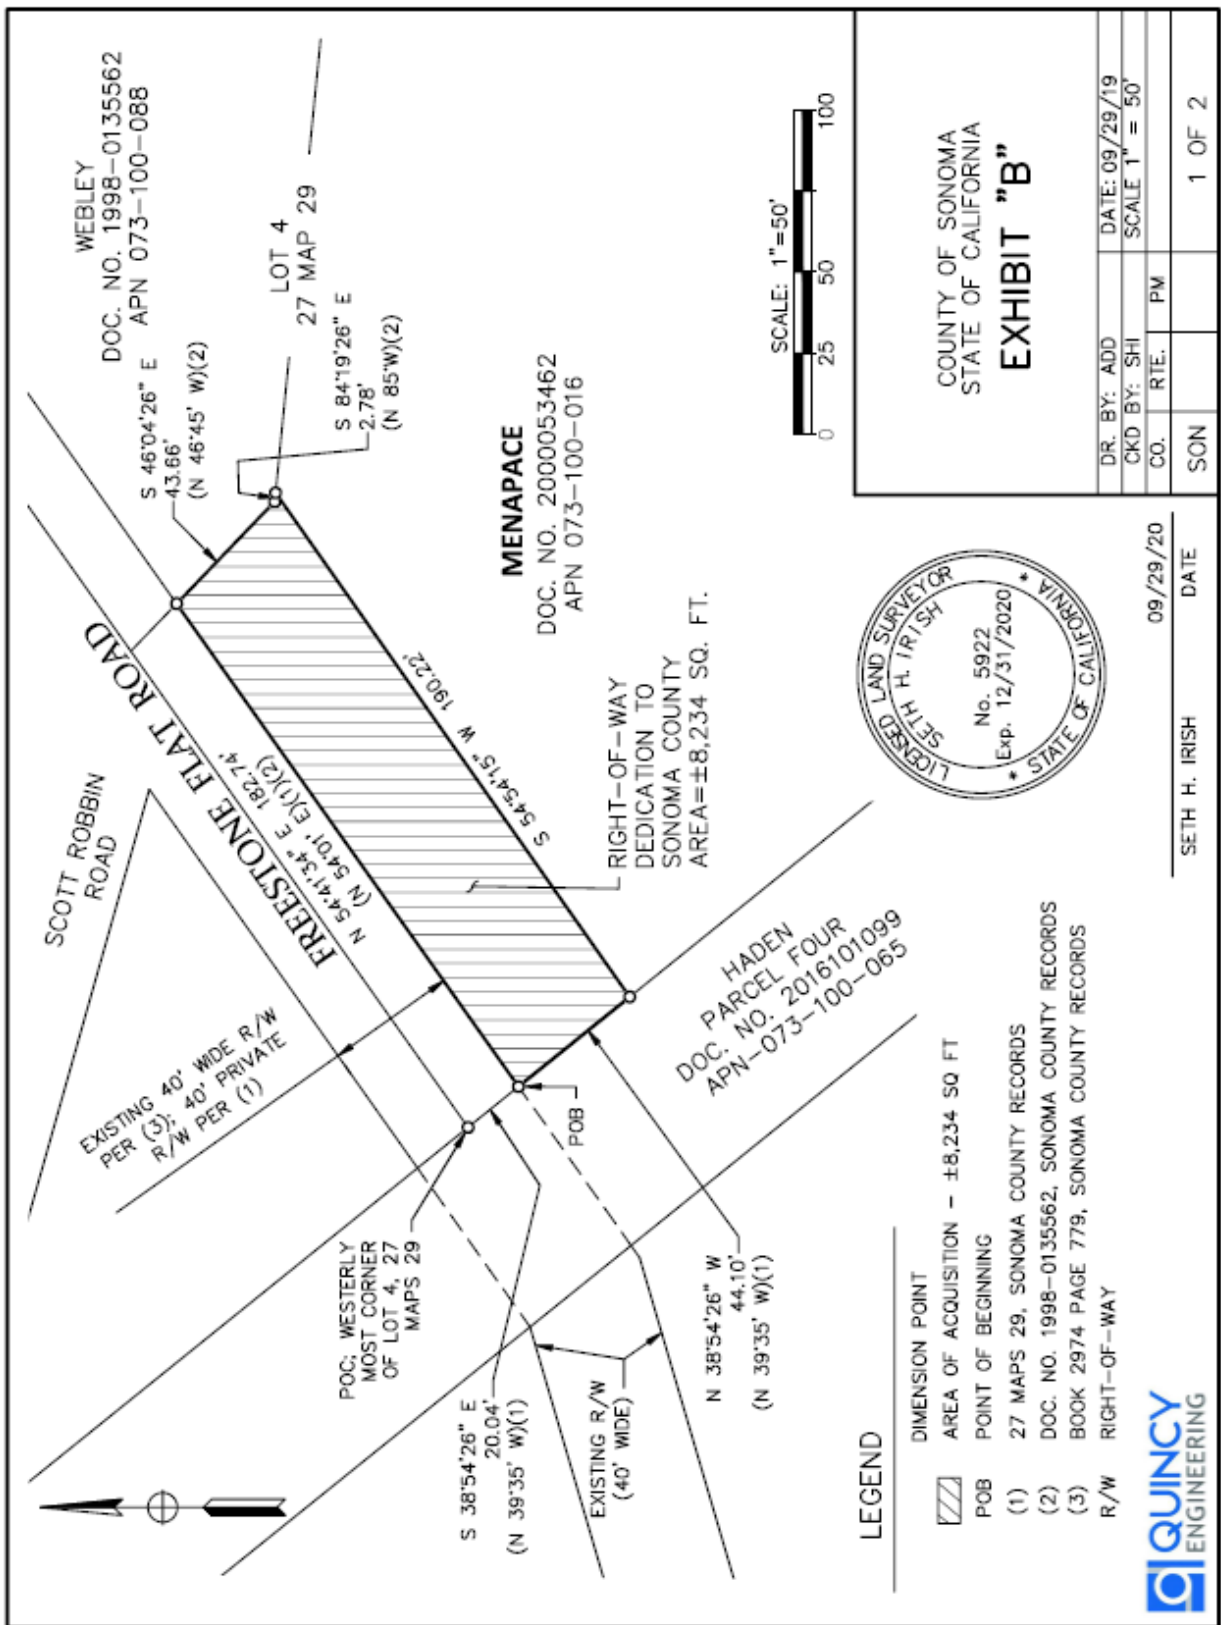 WEBLEY
DOC. NO. 1998-0135562
APN 073-100-088
S 46°04'26" E
43.66'
(N 46°45' W)(2)
LOT 4
27 MAP 29
S 84°19'26" E
2.78'
(N 85°W)(2)
SCOTT ROBBIN
ROAD
FREESTONE FLAT ROAD
N 54°41'34" E 182.74'
(N 54°01' E)(1)(2)
S 54°54'15" W 190.22'
MENAPACE
DOC. NO. 2000053462
APN 073-100-016
EXISTING 40' WIDE R/W
PER (3); 40' PRIVATE
R/W PER (1)
RIGHT-OF-WAY
DEDICATION TO
SONOMA COUNTY
AREA=±8,234 SQ. FT.
POC; WESTERLY
MOST CORNER
OF LOT 4, 27
MAPS 29
POB
S 38°54'26" E
20.04'
(N 39°35' W)(1)
HADEN
PARCEL FOUR
DOC. NO. 2016101099
APN-073-100-065
EXISTING R/W
(40' WIDE)
N 38°54'26" W
44.10'
(N 39°35' W)(1)
SCALE: 1"=50'
0 25 50 100
LEGEND
DIMENSION POINT
AREA OF ACQUISITION - ±8,234 SQ FT
POB POINT OF BEGINNING
(1) 27 MAPS 29, SONOMA COUNTY RECORDS
(2) DOC. NO. 1998-0135562, SONOMA COUNTY RECORDS
(3) BOOK 2974 PAGE 779, SONOMA COUNTY RECORDS
R/W RIGHT-OF-WAY
QUINCY
ENGINEERING
LICENSED LAND SURVEYOR
SETH H. IRISH
No. 5922
Exp. 12/31/2020
* STATE OF CALIFORNIA *
09/29/20
SETH H. IRISH DATE
COUNTY OF SONOMA
STATE OF CALIFORNIA
EXHIBIT "B"
DR. BY: ADD DATE: 09/29/19
CKD BY: SHI SCALE 1" = 50'
CO. RTE. PM
SON 1 OF 2